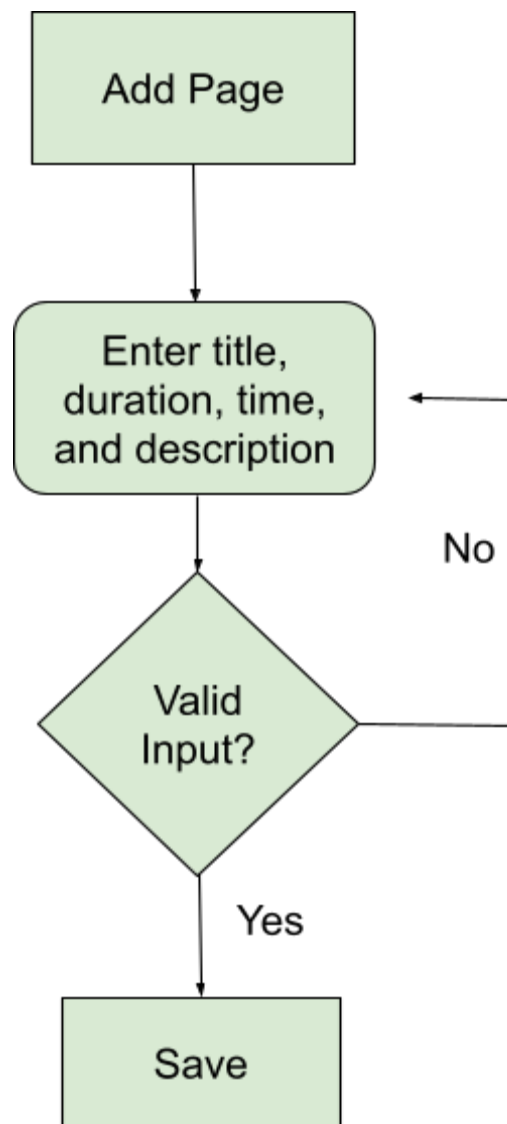 Add Page
Enter title,
duration, time,
and description
No
Valid
Input?
Yes
Save